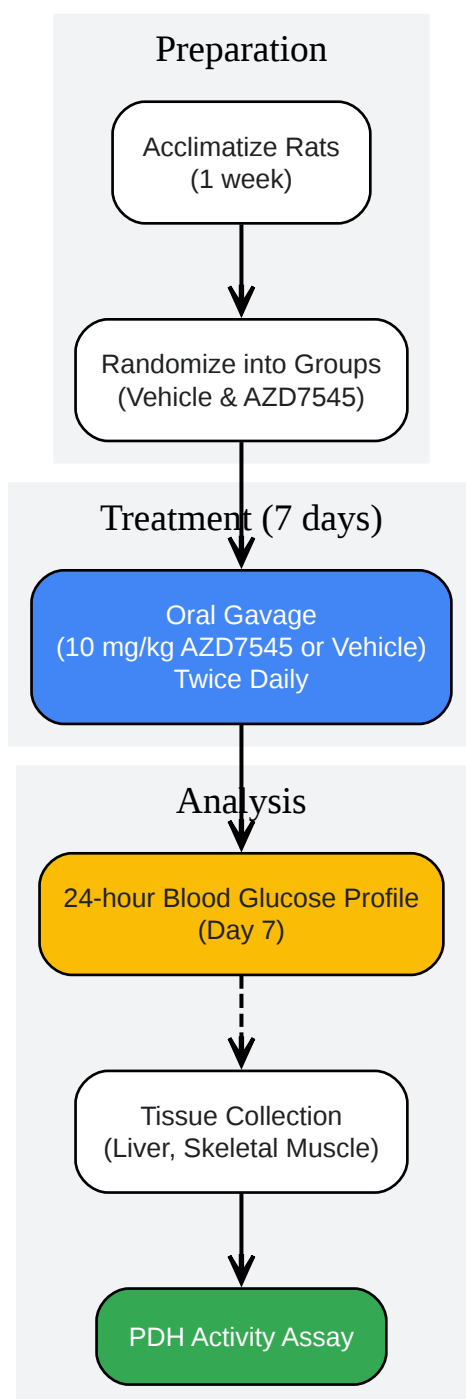 Preparation
Acclimatize Rats
(1 week)
Randomize into Groups
(Vehicle & AZD7545)
Treatment (7 days)
Oral Gavage
(10 mg/kg AZD7545 or Vehicle)
Twice Daily
Analysis
24-hour Blood Glucose Profile
(Day 7)
Tissue Collection
(Liver, Skeletal Muscle)
PDH Activity Assay